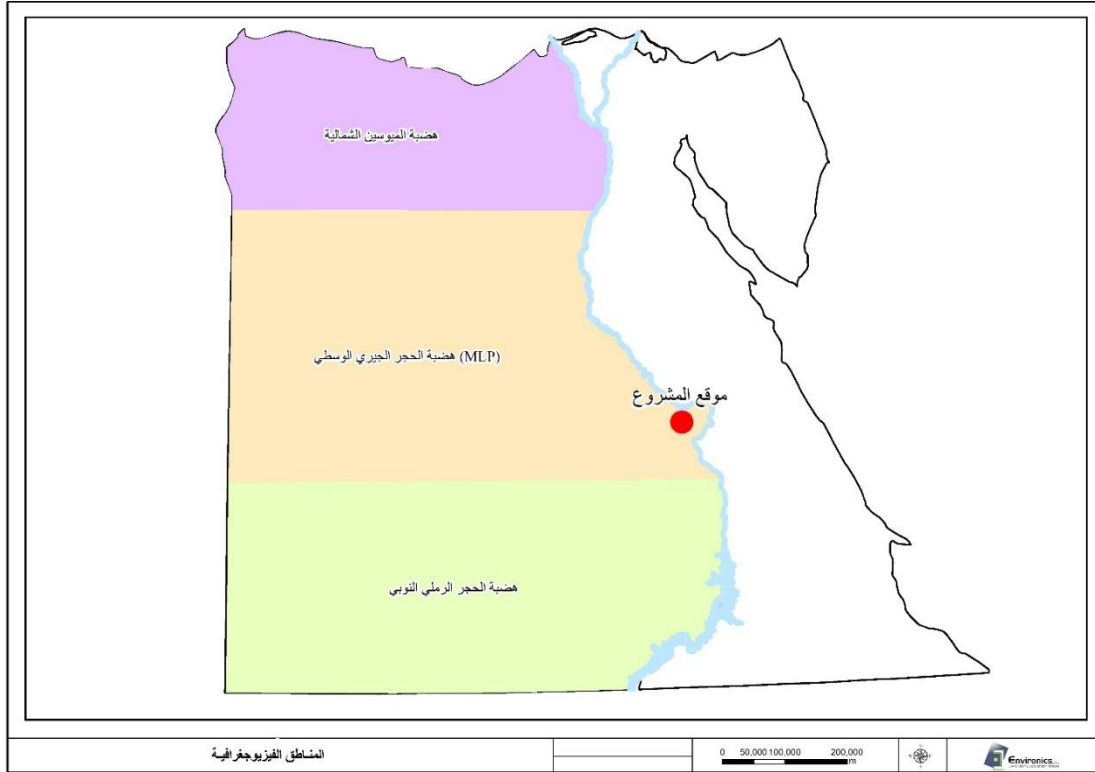 هضبة الميوسين الشمالية
هضبة الحجر الجيري الوسطي (MLP)
موقع المشروع
هضبة الحجر الرملي النوبي
المناطق الفيزيوجغرافية
0 50,000 100,000 200,000
m
Environics